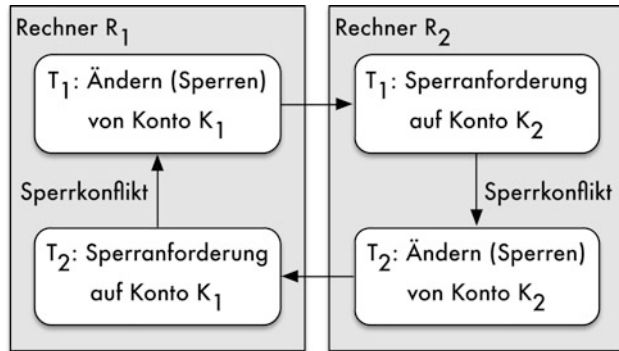 Rechner R1
T1: Ändern (Sperren)
von Konto K1
Sperrkonflikt
T2: Sperranforderung
auf Konto K1
Rechner R2
T1: Sperranforderung
auf Konto K2
Sperrkonflikt
T2: Ändern (Sperren)
von Konto K2